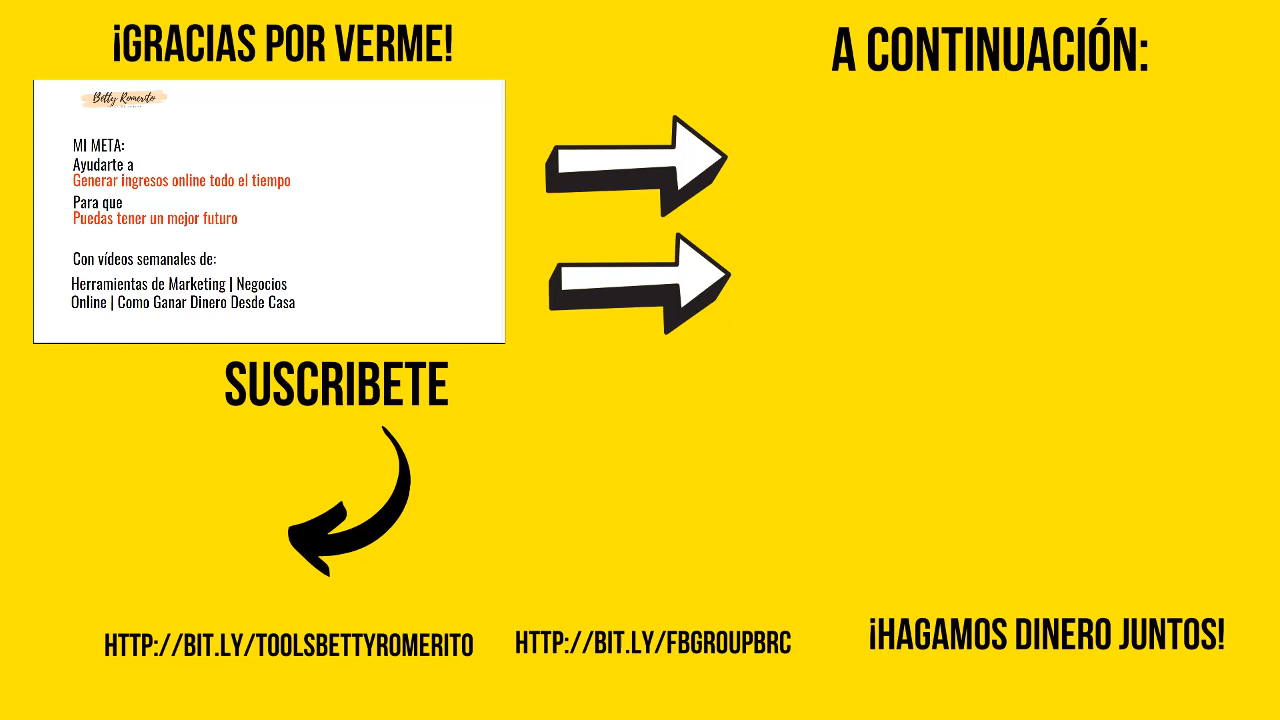 ¡GRACIAS POR VERME!
A CONTINUACIÓN:
Betty Romerito
MI META:
Ayudarte a
Generar ingresos online todo el tiempo
Para que
Puedas tener un mejor futuro
Con vídeos semanales de:
Herramientas de Marketing | Negocios
Online | Como Ganar Dinero Desde Casa
SUSCRIBETE
HTTP://BIT.LY/TOOLSBETTYROMERITO
HTTP://BIT.LY/FBGROUPBRC
¡HAGAMOS DINERO JUNTOS!